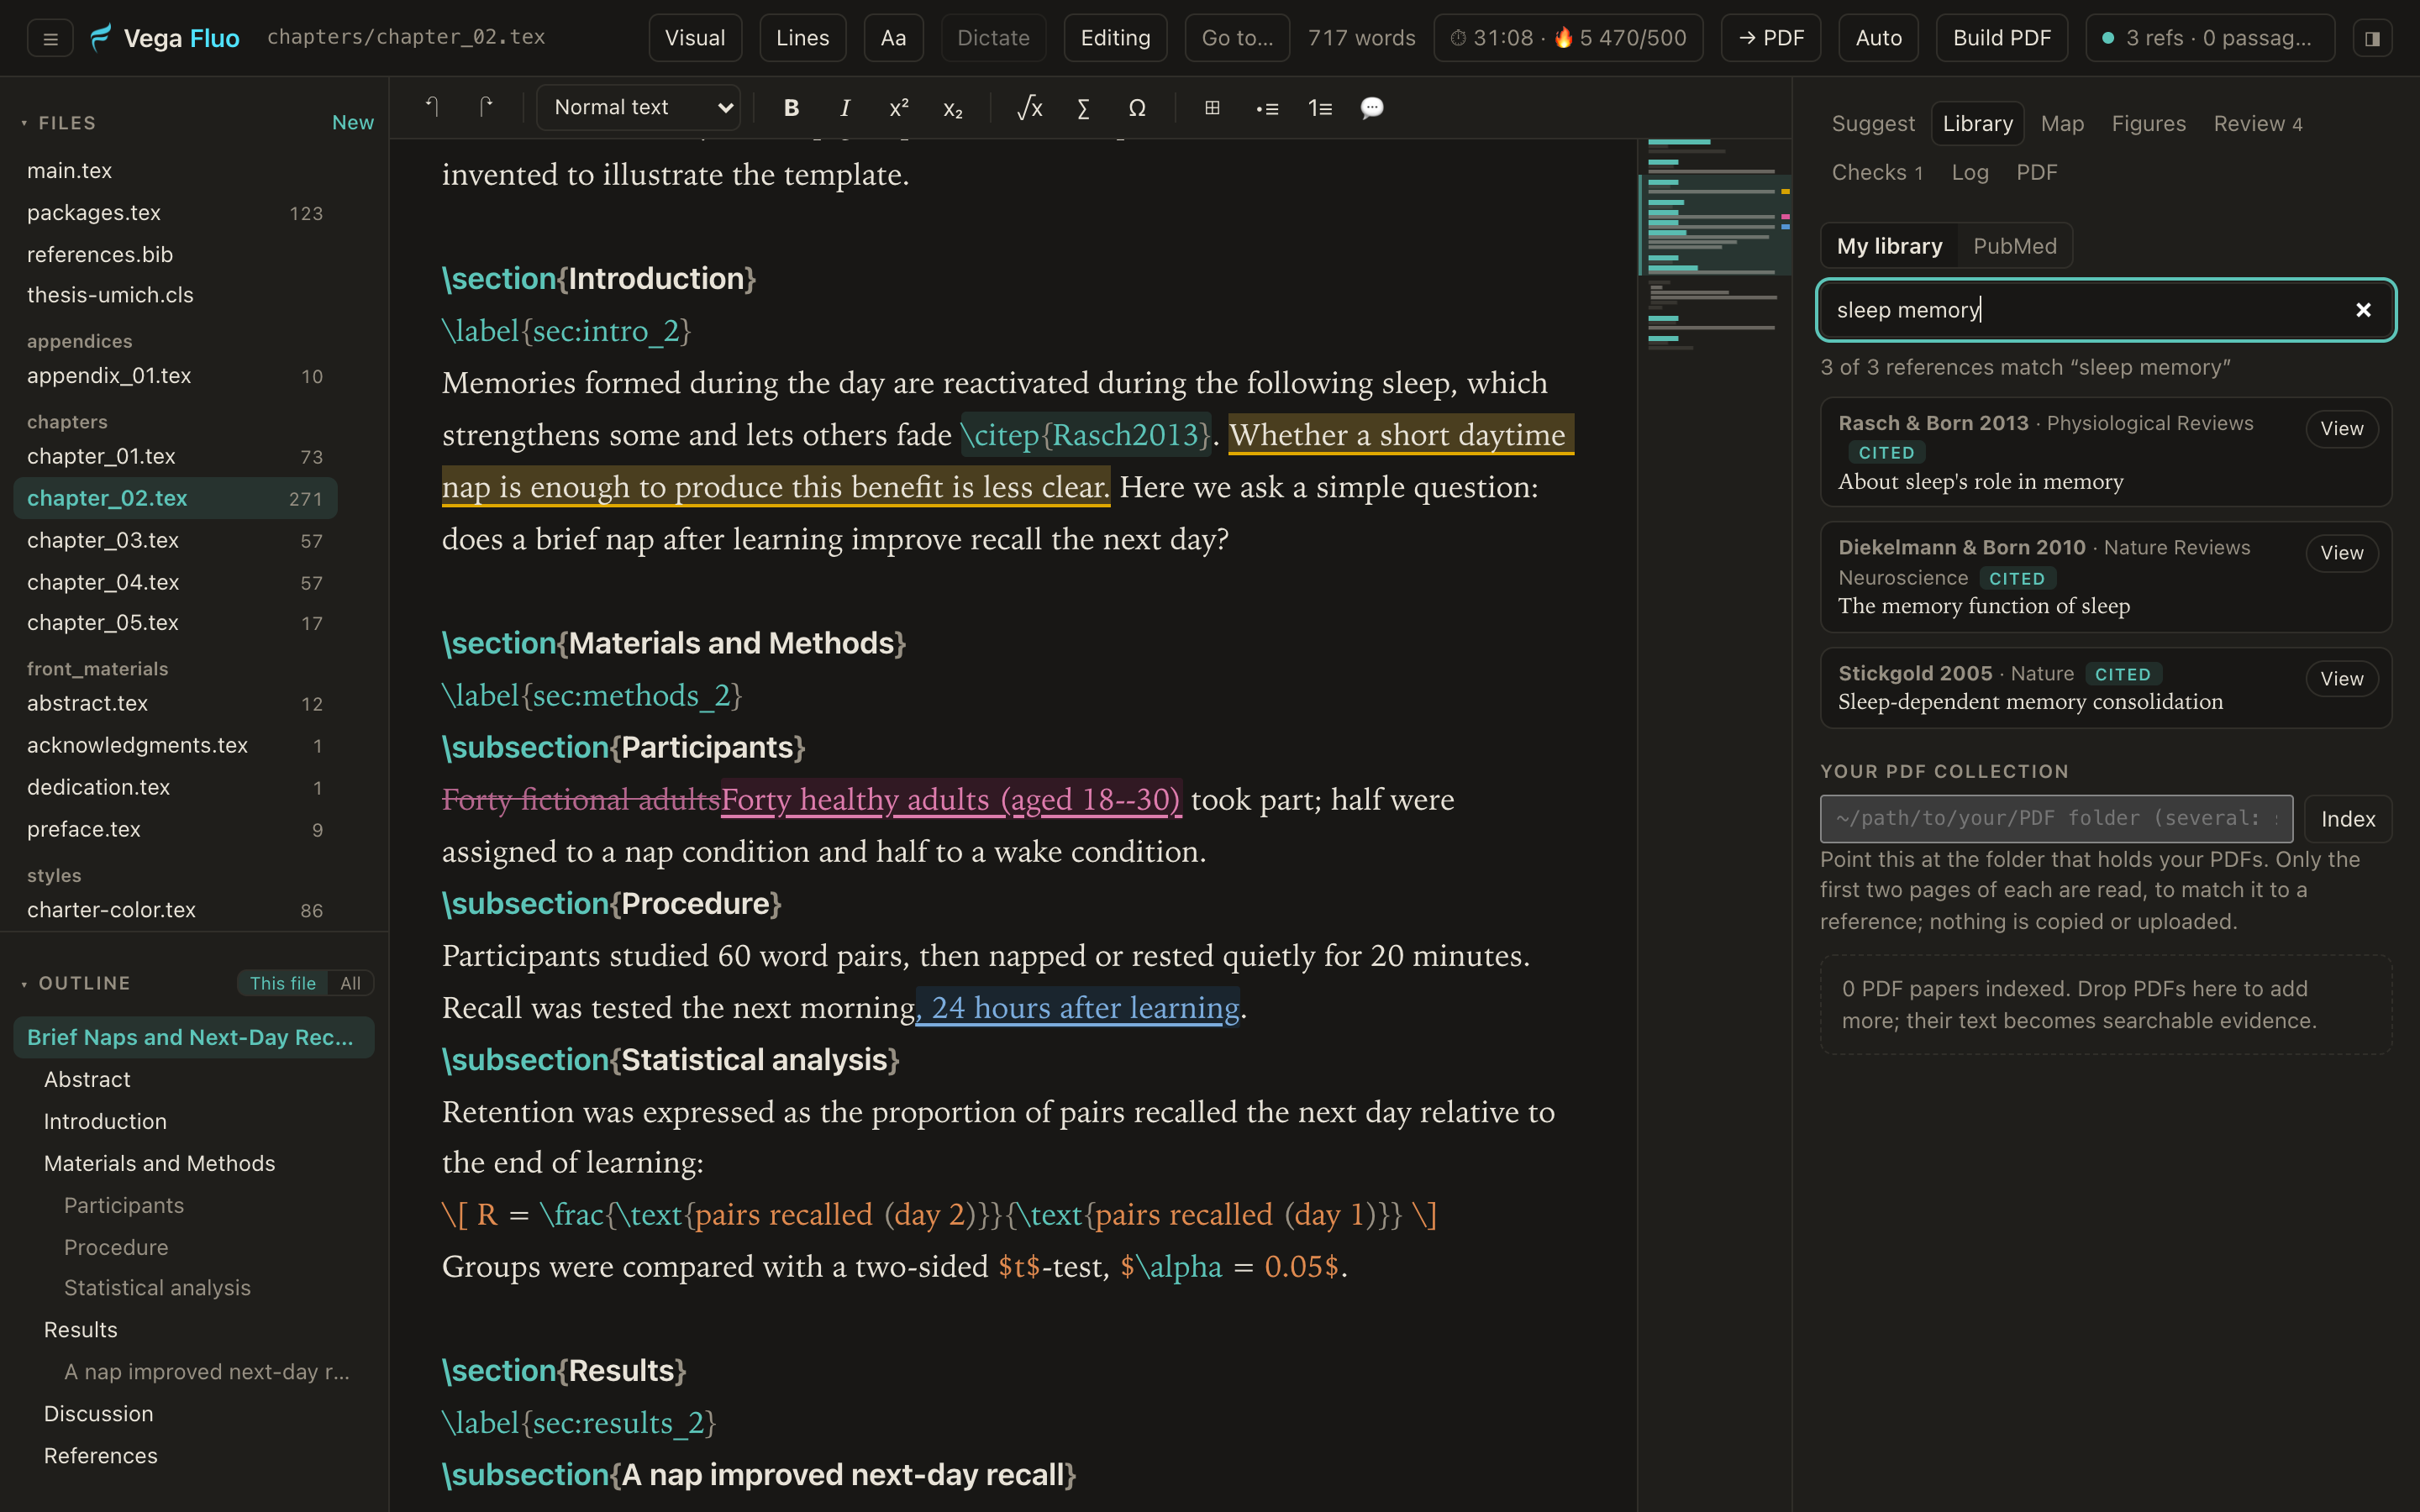 Vega Fluo
chapters/chapter_02.tex
Visual
Lines
Aa
Dictate
Editing
Go to...
717 words
31:08 · 🔥 5 470/500
→ PDF
Auto
Build PDF
3 refs · 0 passag...
FILES
New
main.tex
packages.tex 123
references.bib
thesis-umich.cls
appendices
appendix_01.tex 10
chapters
chapter_01.tex 73
chapter_02.tex 271
chapter_03.tex 57
chapter_04.tex 57
chapter_05.tex 17
front_materials
abstract.tex 12
acknowledgments.tex 1
dedication.tex 1
preface.tex 9
styles
charter-color.tex 86
OUTLINE
This file
All
Brief Naps and Next-Day Rec...
Abstract
Introduction
Materials and Methods
Participants
Procedure
Statistical analysis
Results
A nap improved next-day r...
Discussion
References
Normal text
B I x² x₂ √x Σ Ω
invented to illustrate the template.
\section{Introduction}
\label{sec:intro_2}
Memories formed during the day are reactivated during the following sleep, which
strengthens some and lets others fade \citep{Rasch2013}. Whether a short daytime
nap is enough to produce this benefit is less clear. Here we ask a simple question:
does a brief nap after learning improve recall the next day?
\section{Materials and Methods}
\label{sec:methods_2}
\subsection{Participants}
Forty fictional adultsForty healthy adults (aged 18--30) took part; half were
assigned to a nap condition and half to a wake condition.
\subsection{Procedure}
Participants studied 60 word pairs, then napped or rested quietly for 20 minutes.
Recall was tested the next morning, 24 hours after learning.
\subsection{Statistical analysis}
Retention was expressed as the proportion of pairs recalled the next day relative to
the end of learning:
\[ R = \frac{\text{pairs recalled (day 2)}}{\text{pairs recalled (day 1)}} \]
Groups were compared with a two-sided $t$-test, $\alpha = 0.05$.
\section{Results}
\label{sec:results_2}
\subsection{A nap improved next-day recall}
Suggest
Library
Map
Figures
Review 4
Checks 1
Log
PDF
My library
PubMed
sleep memory
3 of 3 references match “sleep memory”
Rasch & Born 2013 · Physiological Reviews
CITED
View
About sleep's role in memory
Diekelmann & Born 2010 · Nature Reviews
Neuroscience CITED
View
The memory function of sleep
Stickgold 2005 · Nature CITED
View
Sleep-dependent memory consolidation
YOUR PDF COLLECTION
~/path/to/your/PDF folder (several:
Index
Point this at the folder that holds your PDFs. Only the
first two pages of each are read, to match it to a
reference; nothing is copied or uploaded.
0 PDF papers indexed. Drop PDFs here to add
more; their text becomes searchable evidence.